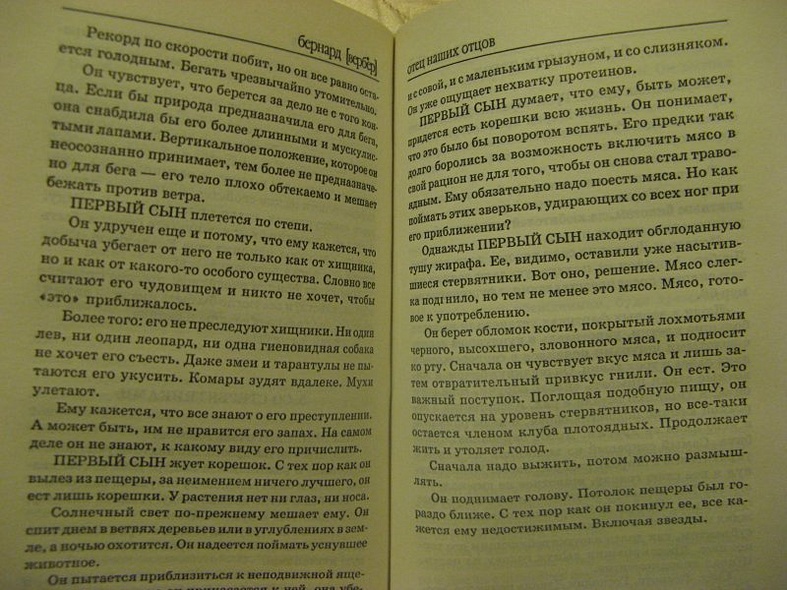 бернард [вербер]
Рекорд по скорости побит, но он все равно оста-
ется голодным. Бегать чрезвычайно утомительно.
Он чувствует, что берется за дело не с того кон-
ца. Если бы природа предназначила его для бега,
она снабдила бы его более длинными и мускулис-
тыми лапами. Вертикальное положение, которое он
неосознанно принимает, тем более не предназначе-
но для бега — его тело плохо обтекаемо и мешает
бежать против ветра.
ПЕРВЫЙ СЫН плетется по степи.
Он удручен еще и потому, что ему кажется, что
добыча убегает от него не только как от хищника,
но и как от какого-то особого существа. Словно все
считают его чудовищем и никто не хочет, чтобы
«это» приближалось.
Более того: его не преследуют хищники. Ни один
лев, ни один леопард, ни одна гиеновидная собака
не хочет его съесть. Даже змеи и тарантулы не пы-
таются его укусить. Комары зудят вдалеке. Мухи
улетают.
Ему кажется, что все знают о его преступлении.
А может быть, им не нравится его запах. На самом
деле он не знают, к какому виду его причислить.
ПЕРВЫЙ СЫН жует корешок. С тех пор как он
вылез из пещеры, за неимением ничего лучшего, он
ест лишь корешки. У растения нет ни глаз, ни носа.
Солнечный свет по-прежнему мешает ему. Он
спит днем в ветвях деревьев или в углублениях в зем-
ле, а ночью охотится. Он надеется поймать уснувшее
животное.
Он пытается приблизиться к неподвижной яще-
отец наших отцов
и с совой, и с маленьким грызуном, и со слизняком.
Он уже ощущает нехватку протеинов.
ПЕРВЫЙ СЫН думает, что ему, быть может,
придется есть корешки всю жизнь. Он понимает,
что это было бы поворотом вспять. Его предки так
долго боролись за возможность включить мясо в
свой рацион не для того, чтобы он снова стал траво-
ядным. Ему обязательно надо поесть мяса. Но как
поймать этих зверьков, удирающих со всех ног при
его приближении?
Однажды ПЕРВЫЙ СЫН находит обглоданную
тушу жирафа. Ее, видимо, оставили уже насытив-
шиеся стервятники. Вот оно, решение. Мясо слег-
ка подгнило, но тем не менее это мясо. Мясо, гото-
вое к употреблению.
Он берет обломок кости, покрытый лохмотьями
черного, высохшего, зловонного мяса, и подносит
ко рту. Сначала он чувствует вкус мяса и лишь за-
тем отвратительный привкус гнили. Он ест. Это
важный поступок. Поглощая подобную пищу, он
опускается на уровень стервятников, но все-таки
остается членом клуба плотоядных. Продолжает
жить и утоляет голод.
Сначала надо выжить, потом можно размыш-
лять.
Он поднимает голову. Потолок пещеры был го-
раздо ближе. С тех пор как он покинул ее, все ка-
жется ему недостижимым. Включая звезды.